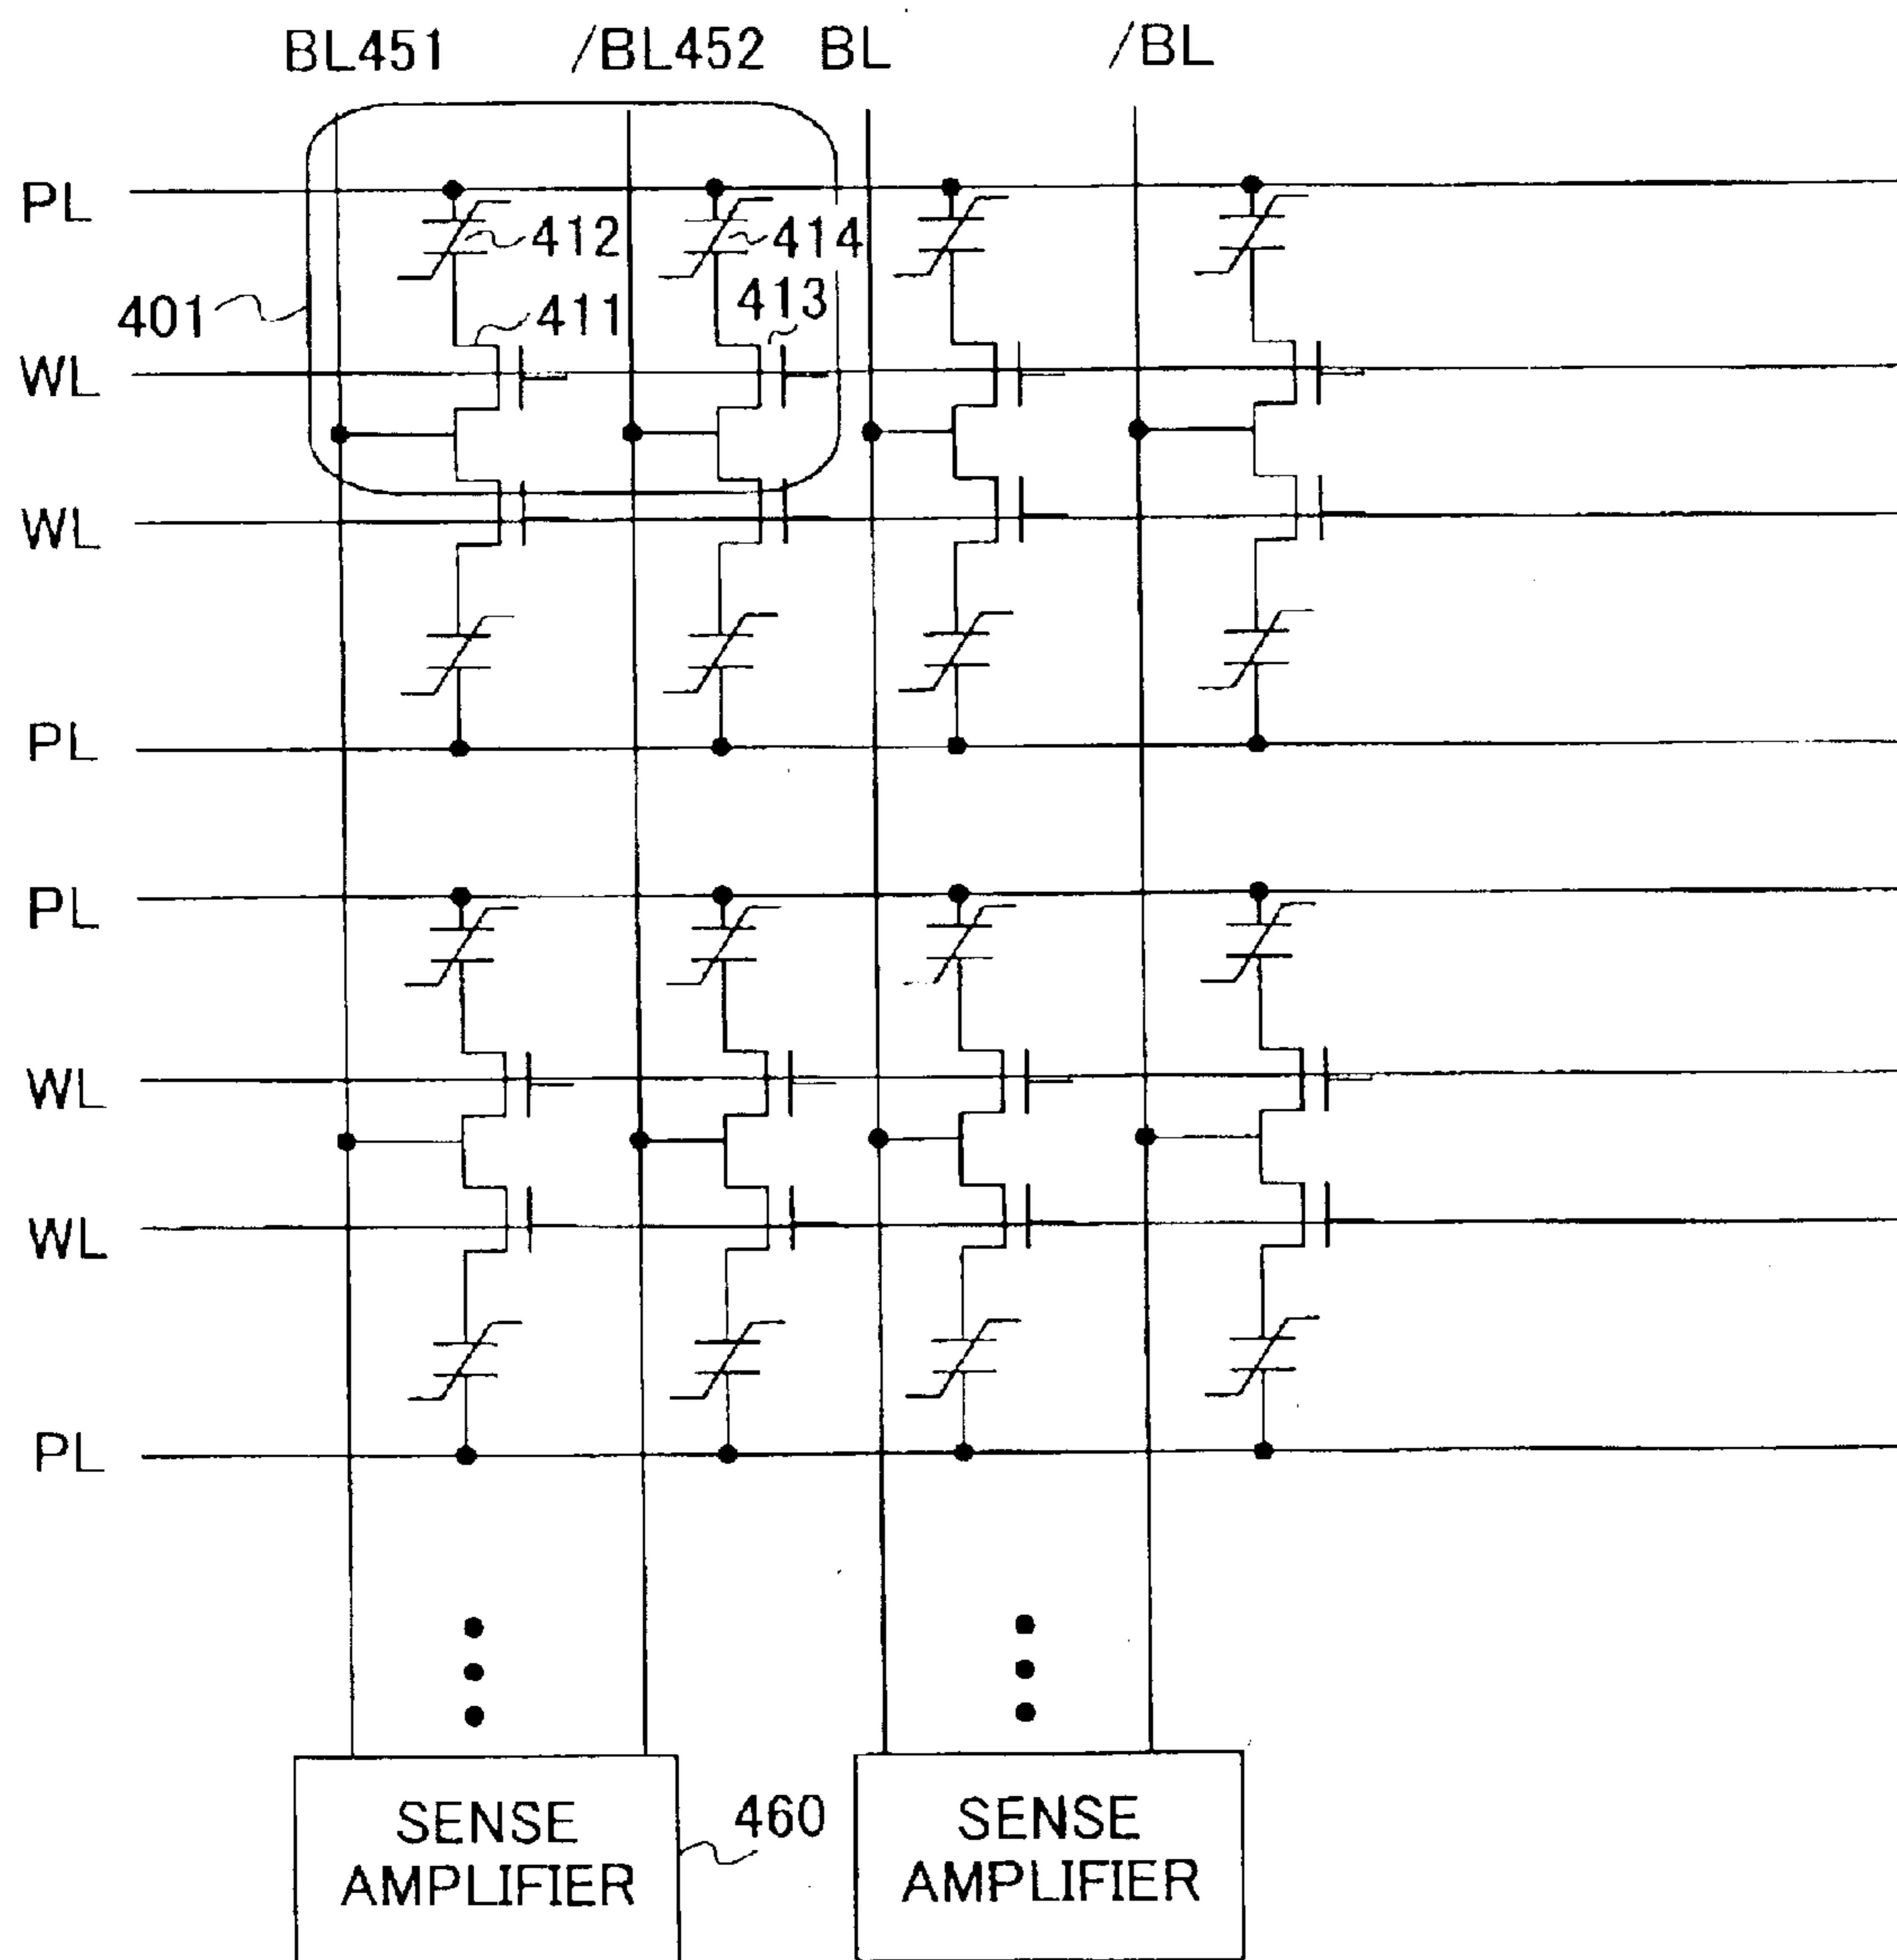 BL451 /BL452 BL /BL
PL
412 414
401 411 413
WL
WL
PL
PL
WL
WL
PL
SENSE AMPLIFIER 460
SENSE AMPLIFIER